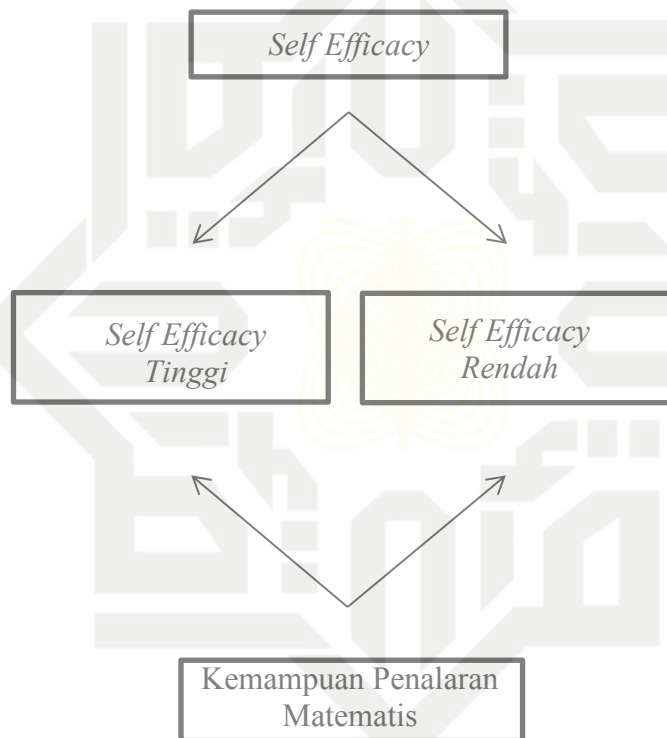 Self Efficacy
Self Efficacy
Tinggi
Self Efficacy
Rendah
Kemampuan Penalaran
Matematis